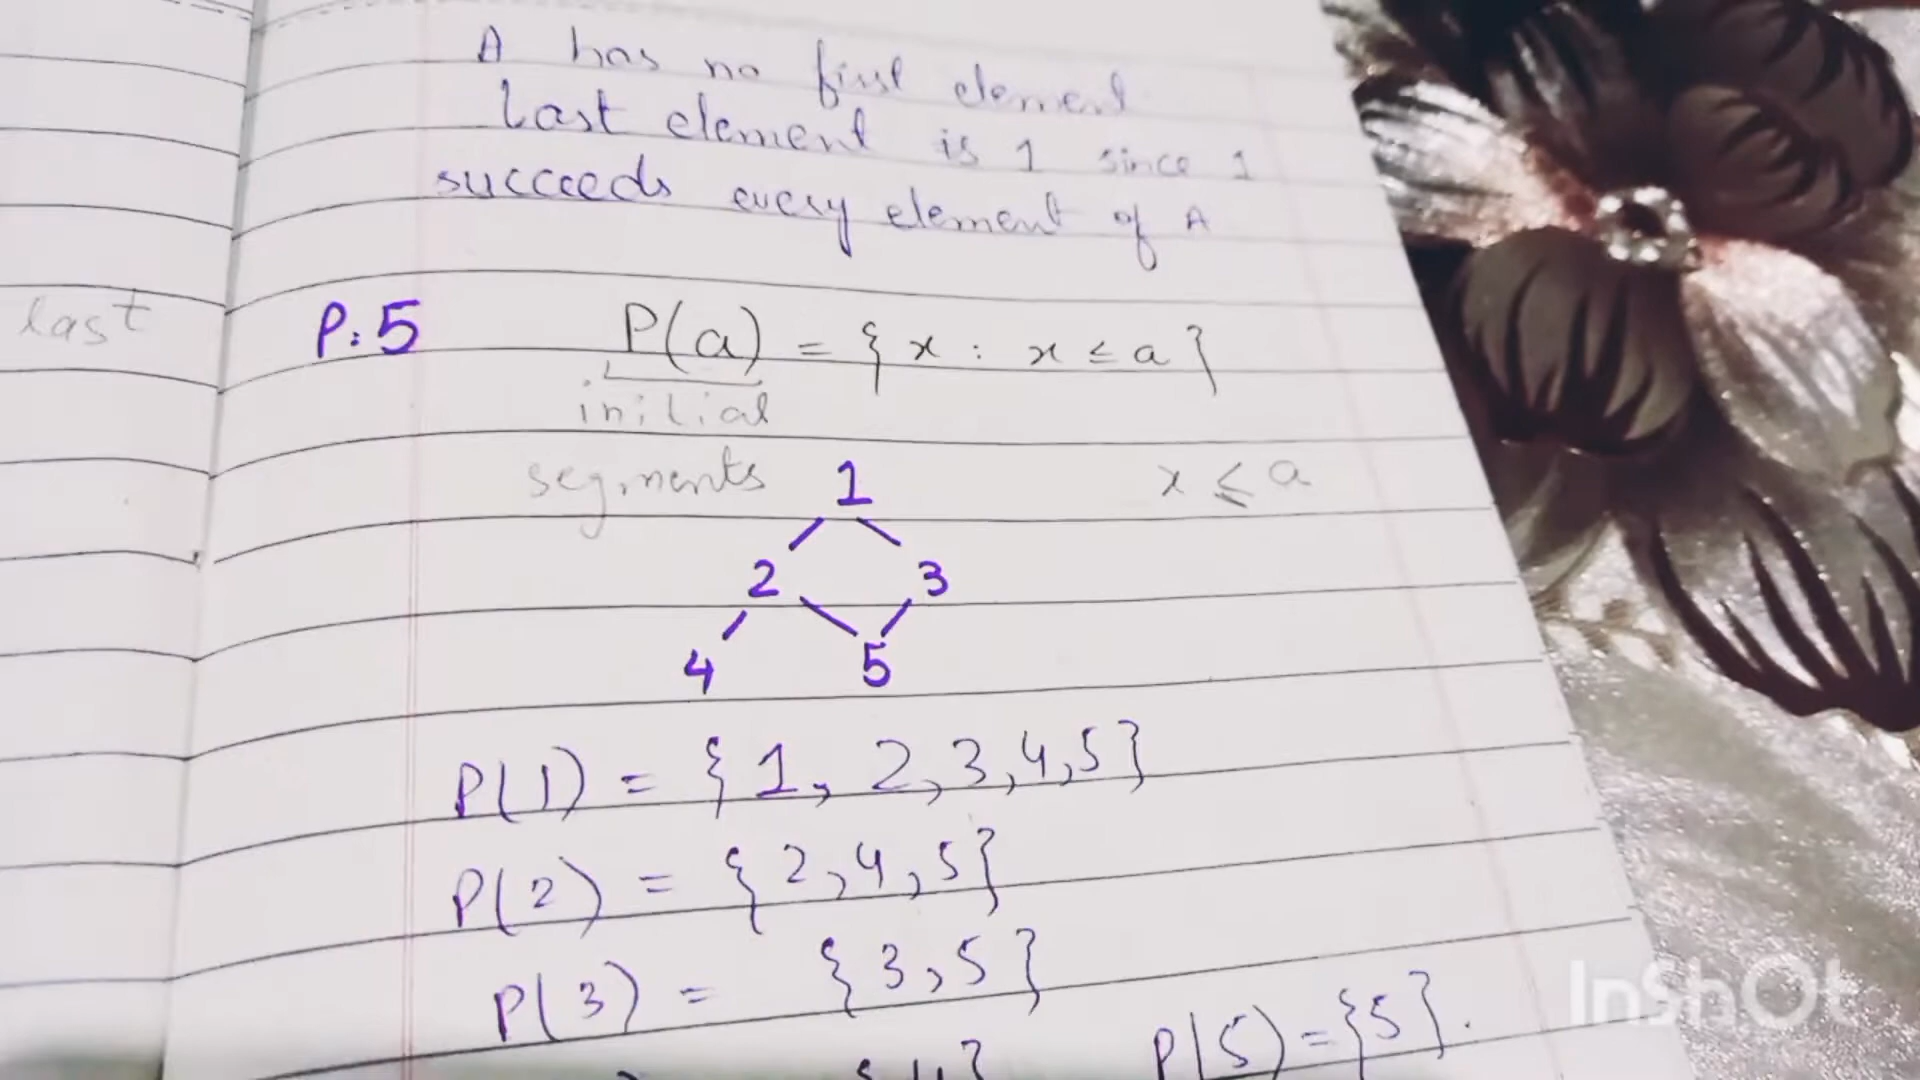 A has no first element
last element is 1 since 1
succeeds every element of A
last
P:5 P(a) = {x : x ≤ a}
initial
segments
x ≤ a
1
2 3
4 5
P(1) = {1, 2,3,4,5}
P(2) = {2,4,5}
P(3) = {3,5}
P(5) = {5}.
InShOt